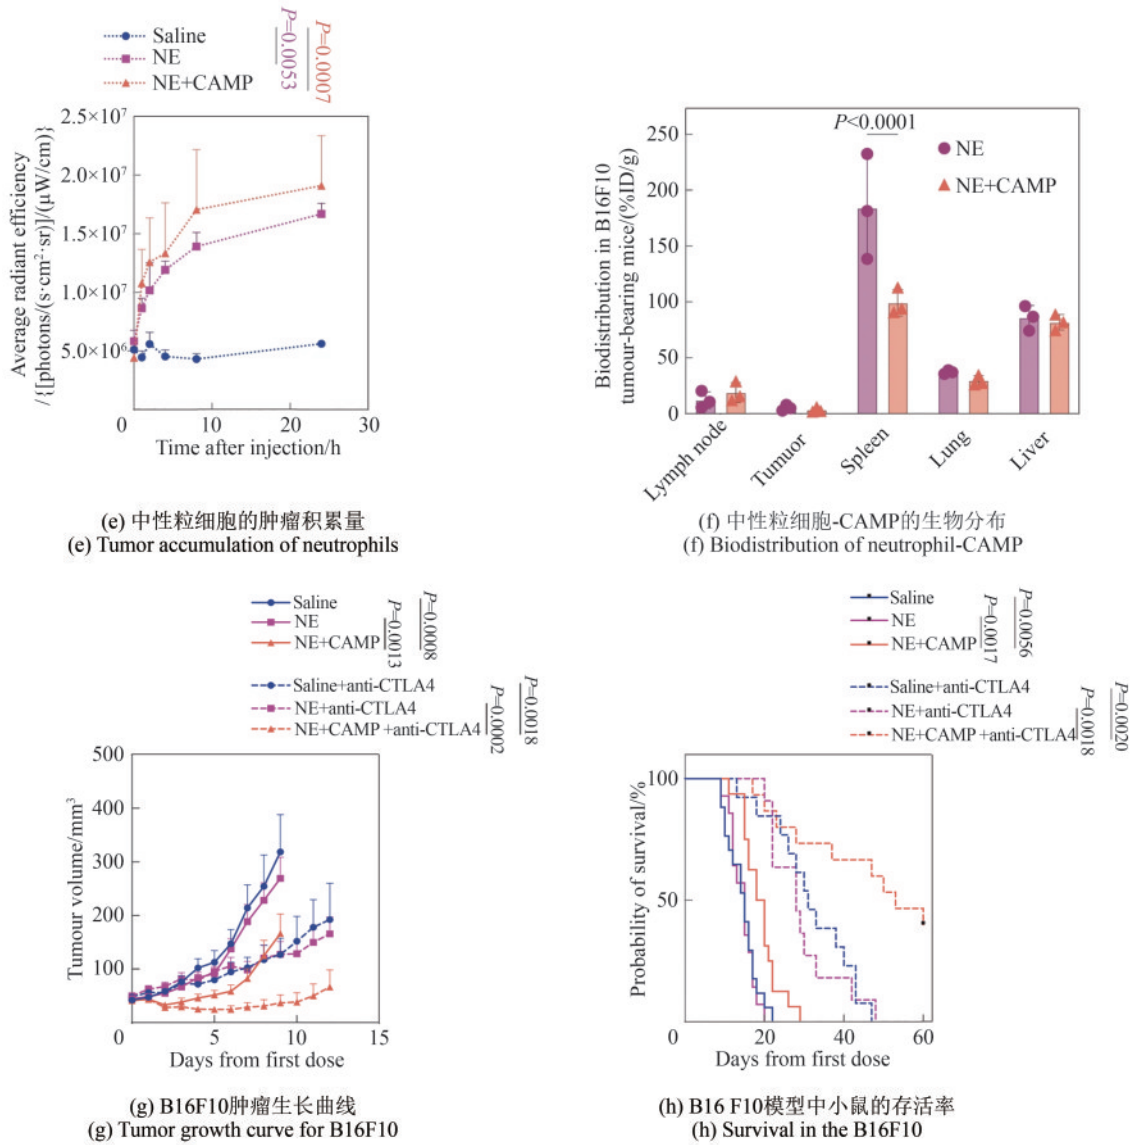 Saline
NE
NE+CAMP
P=0.0053
P=0.0007
Average radiant efficiency
/{[photons/(s·cm²·sr)]/(μW/cm)}
2.5×10⁷
2.0×10⁷
1.5×10⁷
1.0×10⁷
5.0×10⁶
0 10 20 30
Time after injection/h
(e) 中性粒细胞的肿瘤积累量
(e) Tumor accumulation of neutrophils
P<0.0001
NE
NE+CAMP
Biodistribution in B16F10
tumour-bearing mice/(%ID/g)
250
200
150
100
50
0
Lymph node
Tumuor
Spleen
Lung
Liver
(f) 中性粒细胞-CAMP的生物分布
(f) Biodistribution of neutrophil-CAMP
Saline
NE
NE+CAMP
P=0.0013
P=0.0008
Saline+anti-CTLA4
NE+anti-CTLA4
NE+CAMP +anti-CTLA4
P=0.0002
P=0.0018
Tumour volume/mm³
500
400
300
200
100
0 5 10 15
Days from first dose
(g) B16F10肿瘤生长曲线
(g) Tumor growth curve for B16F10
Saline
NE
NE+CAMP
P=0.0017
P=0.0056
Saline+anti-CTLA4
NE+anti-CTLA4
NE+CAMP +anti-CTLA4
P=0.0018
P=0.0020
Probability of survival/%
100
50
0 20 40 60
Days from first dose
(h) B16 F10模型中小鼠的存活率
(h) Survival in the B16F10